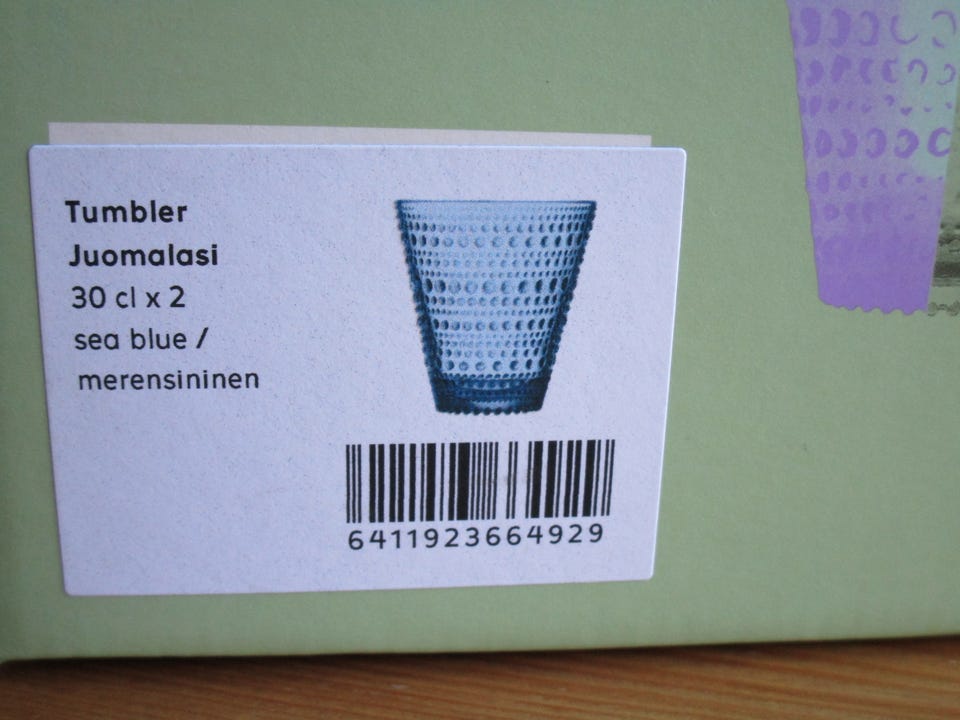 Tumbler
Juomalasi
30 cl x 2
sea blue /
merensininen
6411923664929